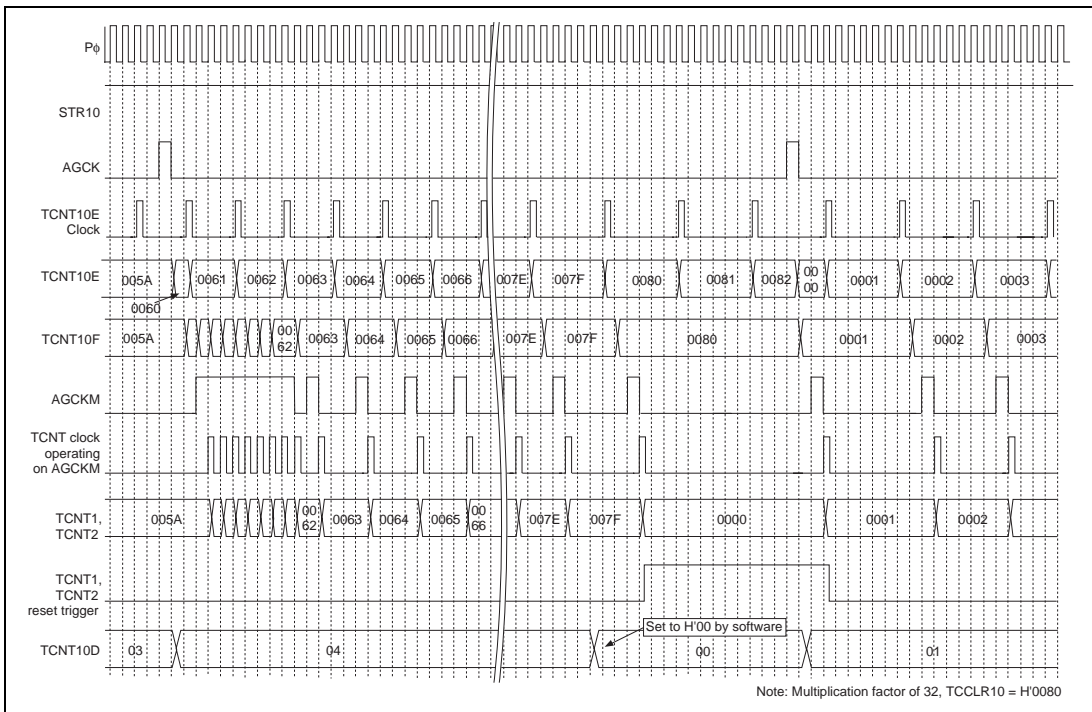 Pφ
STR10
AGCK
TCNT10E
Clock
TCNT10E
005A 0061 0062 0063 0064 0065 0066 007E 007F 0080 0081 0082 00
00 0001 0002 0003
0060
TCNT10F
005A 00
62 0063 0064 0065 0066 007E 007F 0080 0001 0002 0003
AGCKM
TCNT clock
operating
on AGCKM
TCNT1,
TCNT2
005A 00
62 0063 0064 0065 00
66 007E 007F 0000 0001 0002
TCNT1,
TCNT2
reset trigger
Set to H'00 by software
TCNT10D
03 04 00 01
Note: Multiplication factor of 32, TCCLR10 = H'0080